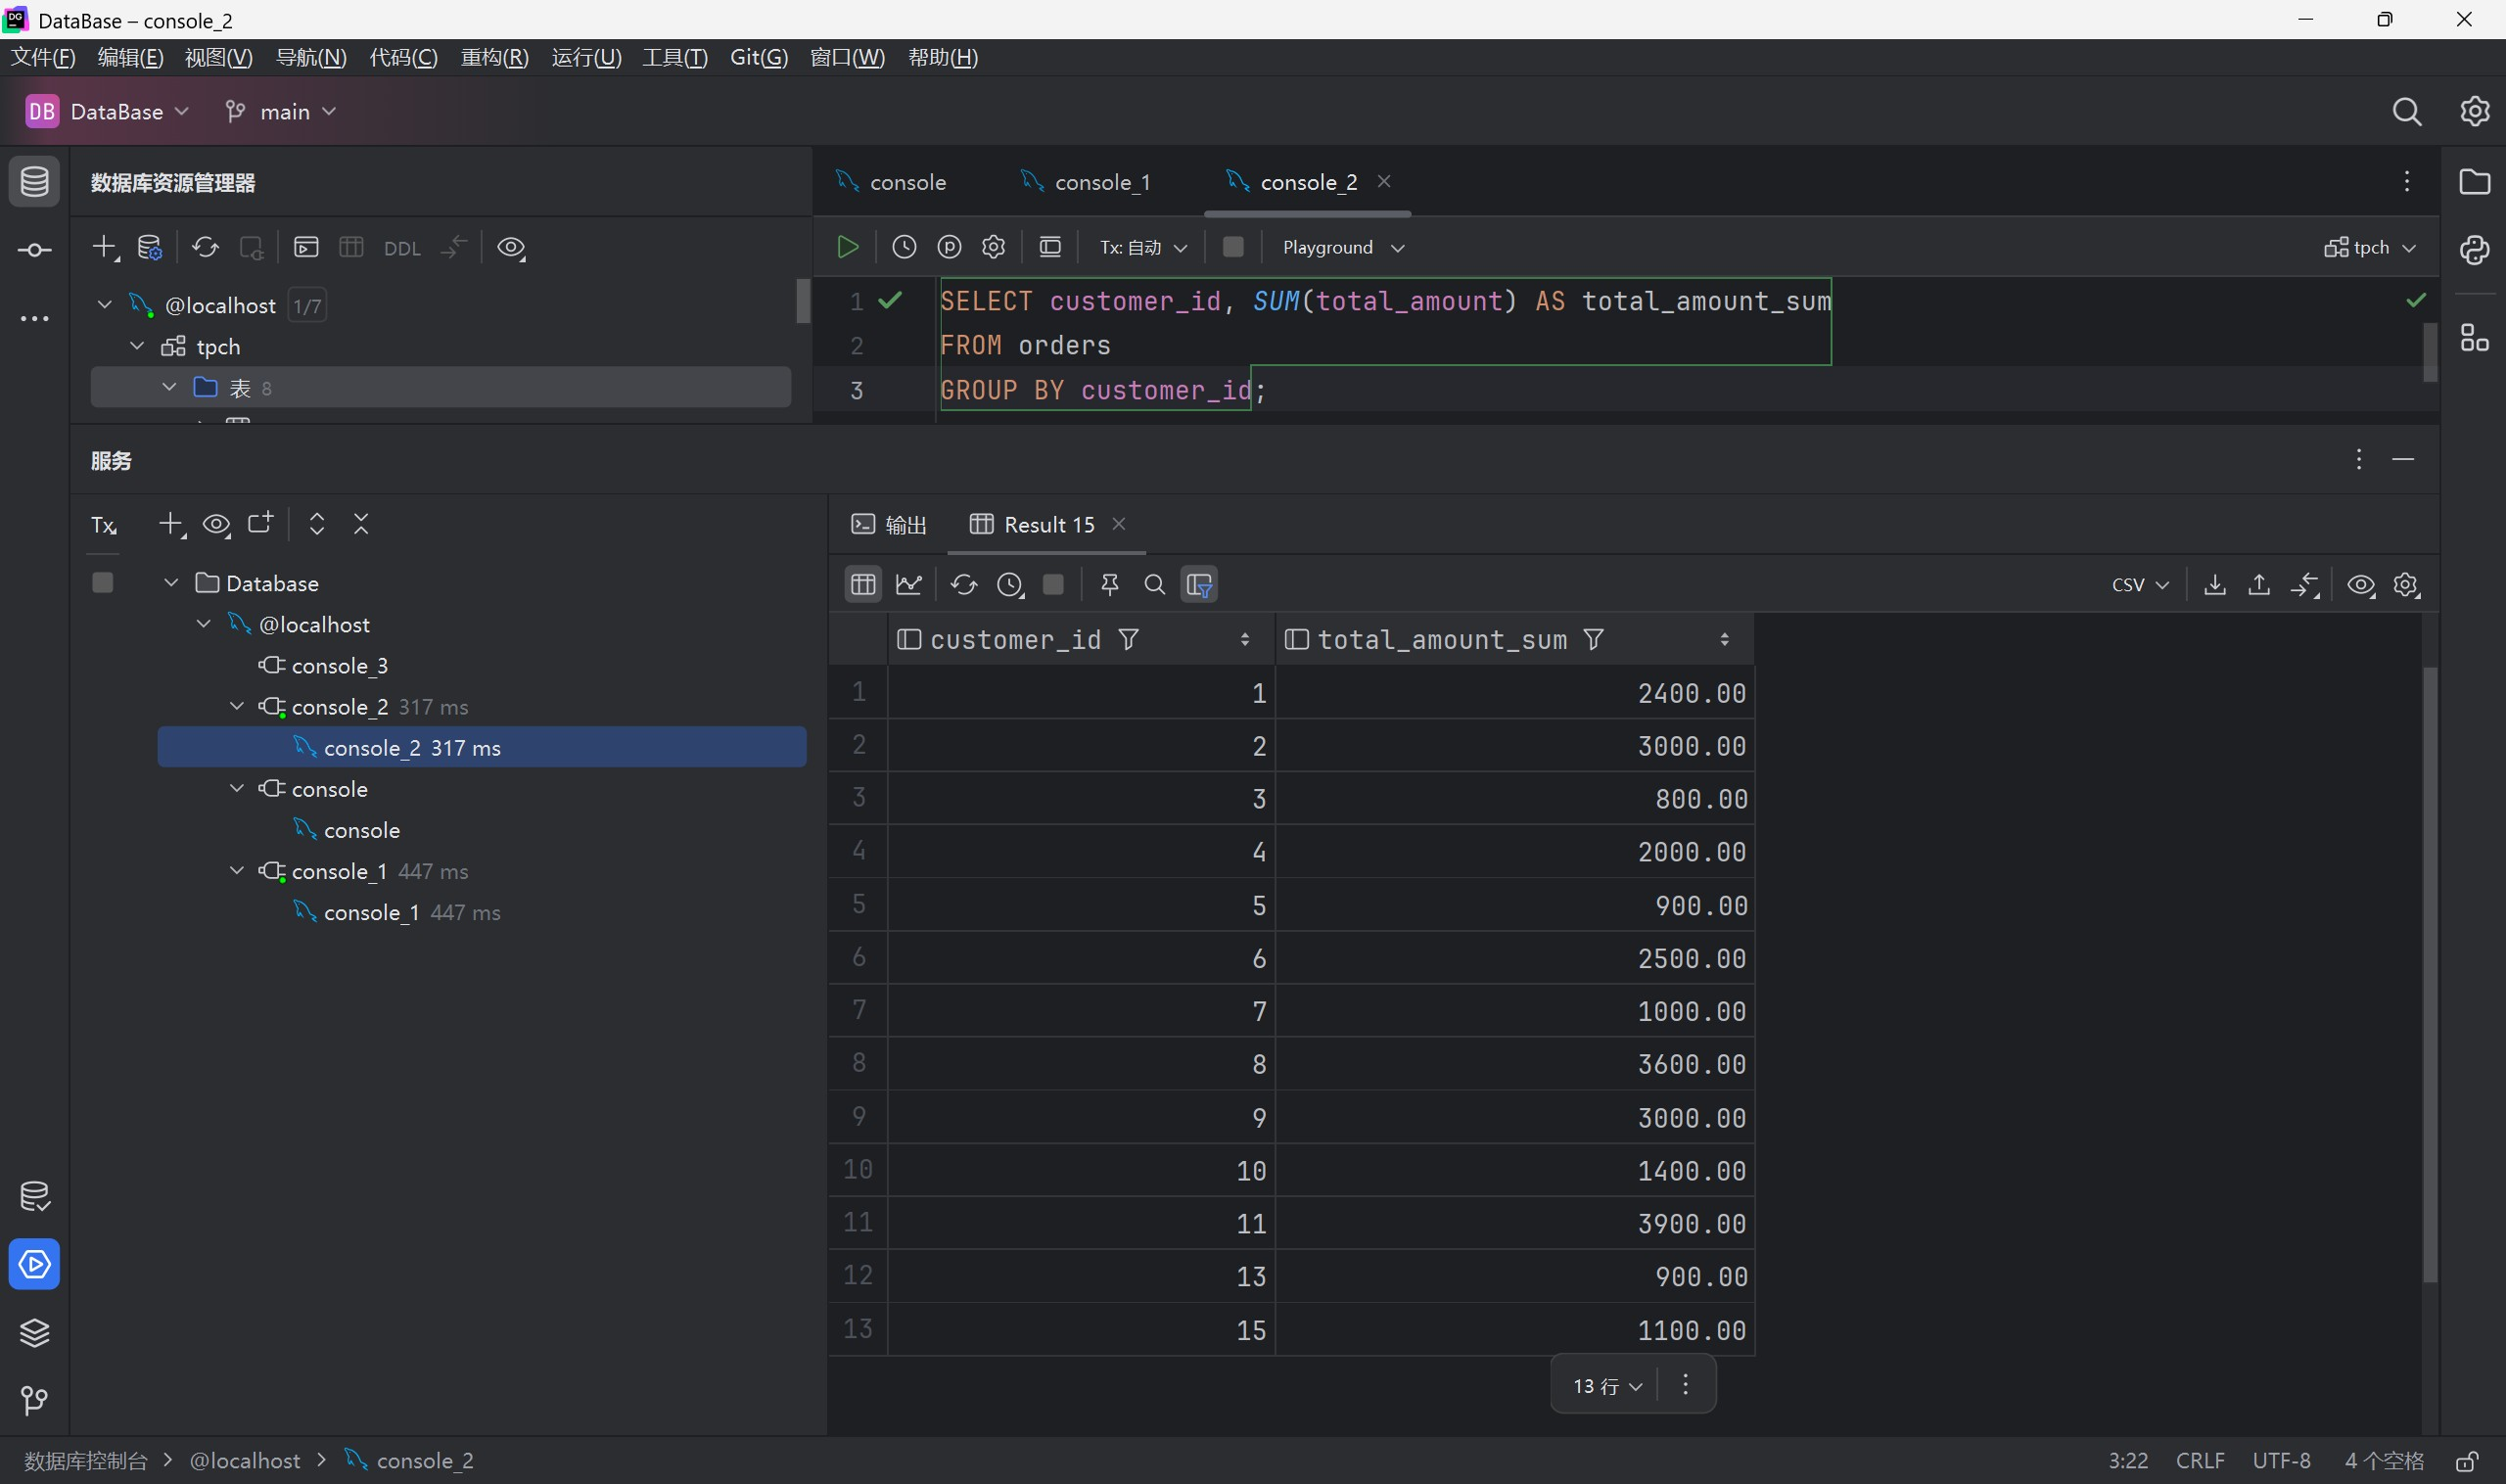 DG DataBase – console_2
文件(F) 编辑(E) 视图(V) 导航(N) 代码(C) 重构(R) 运行(U) 工具(T) Git(G) 窗口(W) 帮助(H)
DB DataBase main
数据库资源管理器
DDL
@localhost 1/7
tpch
表 8
console console_1 console_2
Tx: 自动 Playground tpch
1 SELECT customer_id, SUM(total_amount) AS total_amount_sum
2 FROM orders
3 GROUP BY customer_id;
服务
Tx
Database
@localhost
console_3
console_2 317 ms
console_2 317 ms
console
console
console_1 447 ms
console_1 447 ms
输出 Result 15
CSV
customer_id total_amount_sum
1 1 2400.00
2 2 3000.00
3 3 800.00
4 4 2000.00
5 5 900.00
6 6 2500.00
7 7 1000.00
8 8 3600.00
9 9 3000.00
10 10 1400.00
11 11 3900.00
12 13 900.00
13 15 1100.00
13 行
数据库控制台 @localhost console_2
3:22 CRLF UTF-8 4 个空格